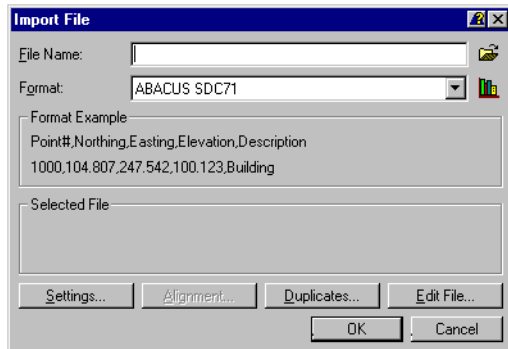 Import File
File Name:
Format: ABACUS SDC71
Format Example
Point#,Northing,Easting,Elevation,Description
1000,104.807,247.542,100.123,Building
Selected File
Settings... Alignment... Duplicates... Edit File...
OK Cancel